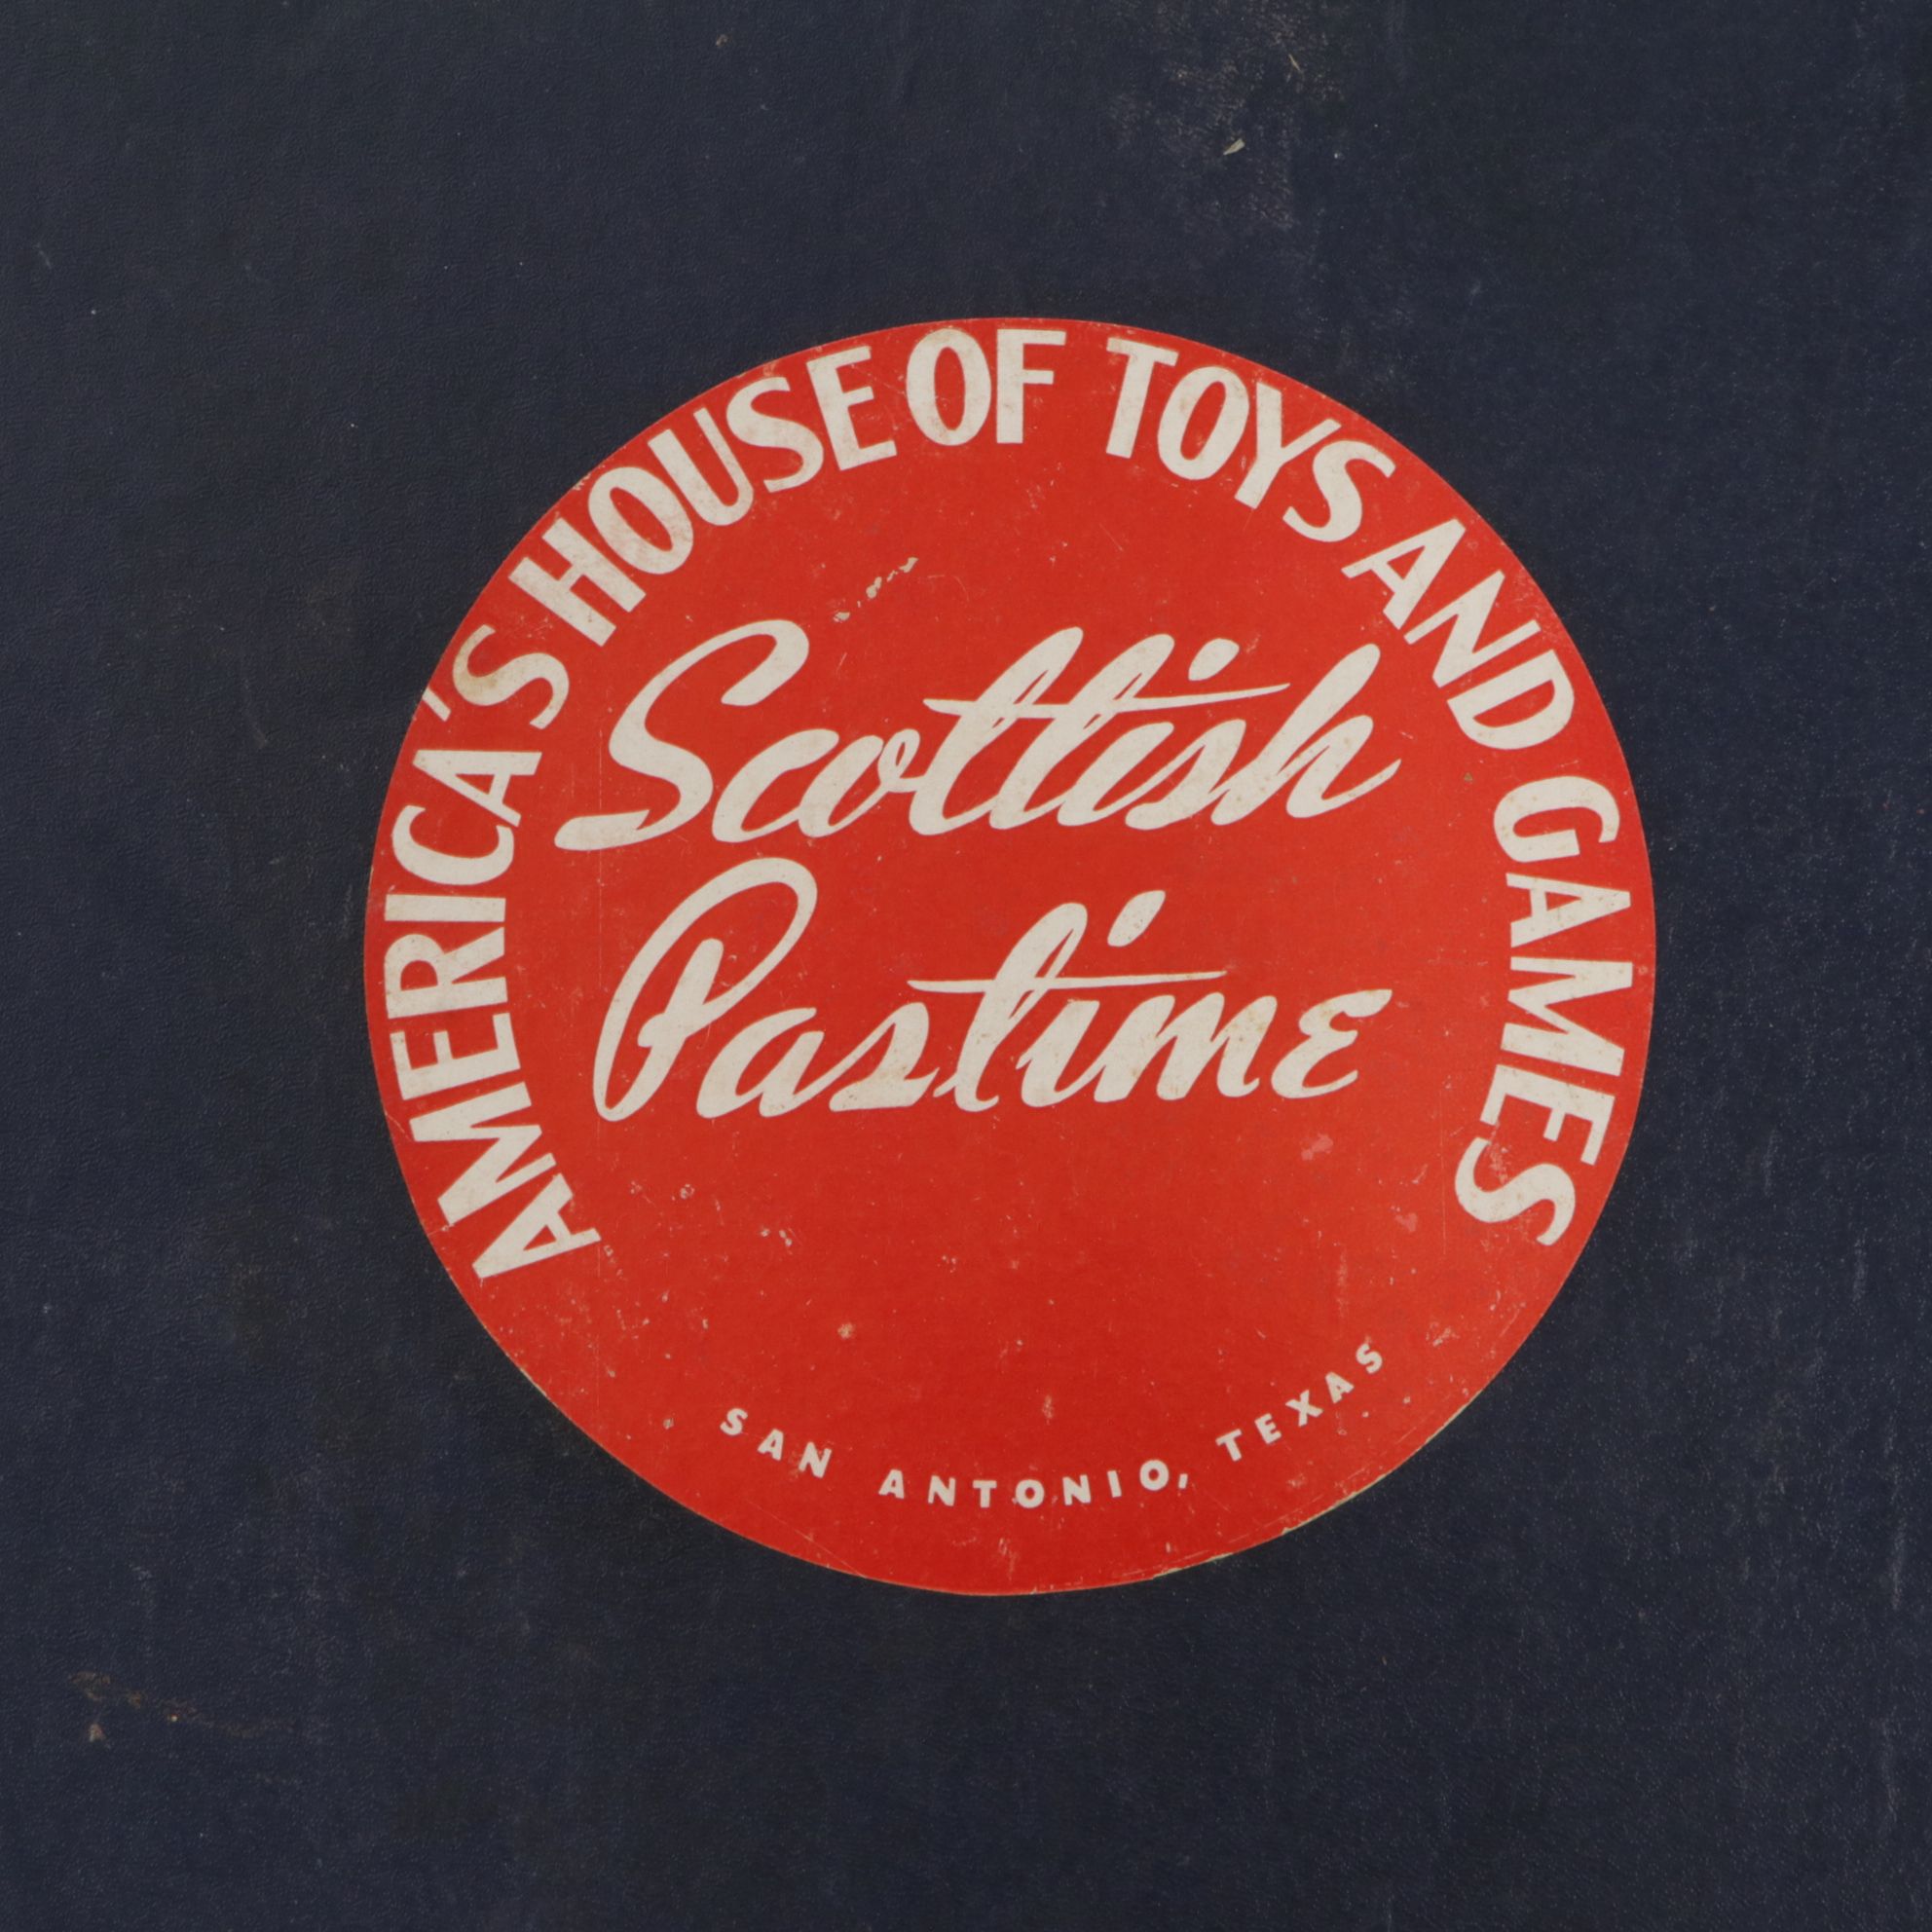 AMERICA'S HOUSE OF TOYS AND GAMES
Scottish
Pastime
SAN ANTONIO, TEXAS